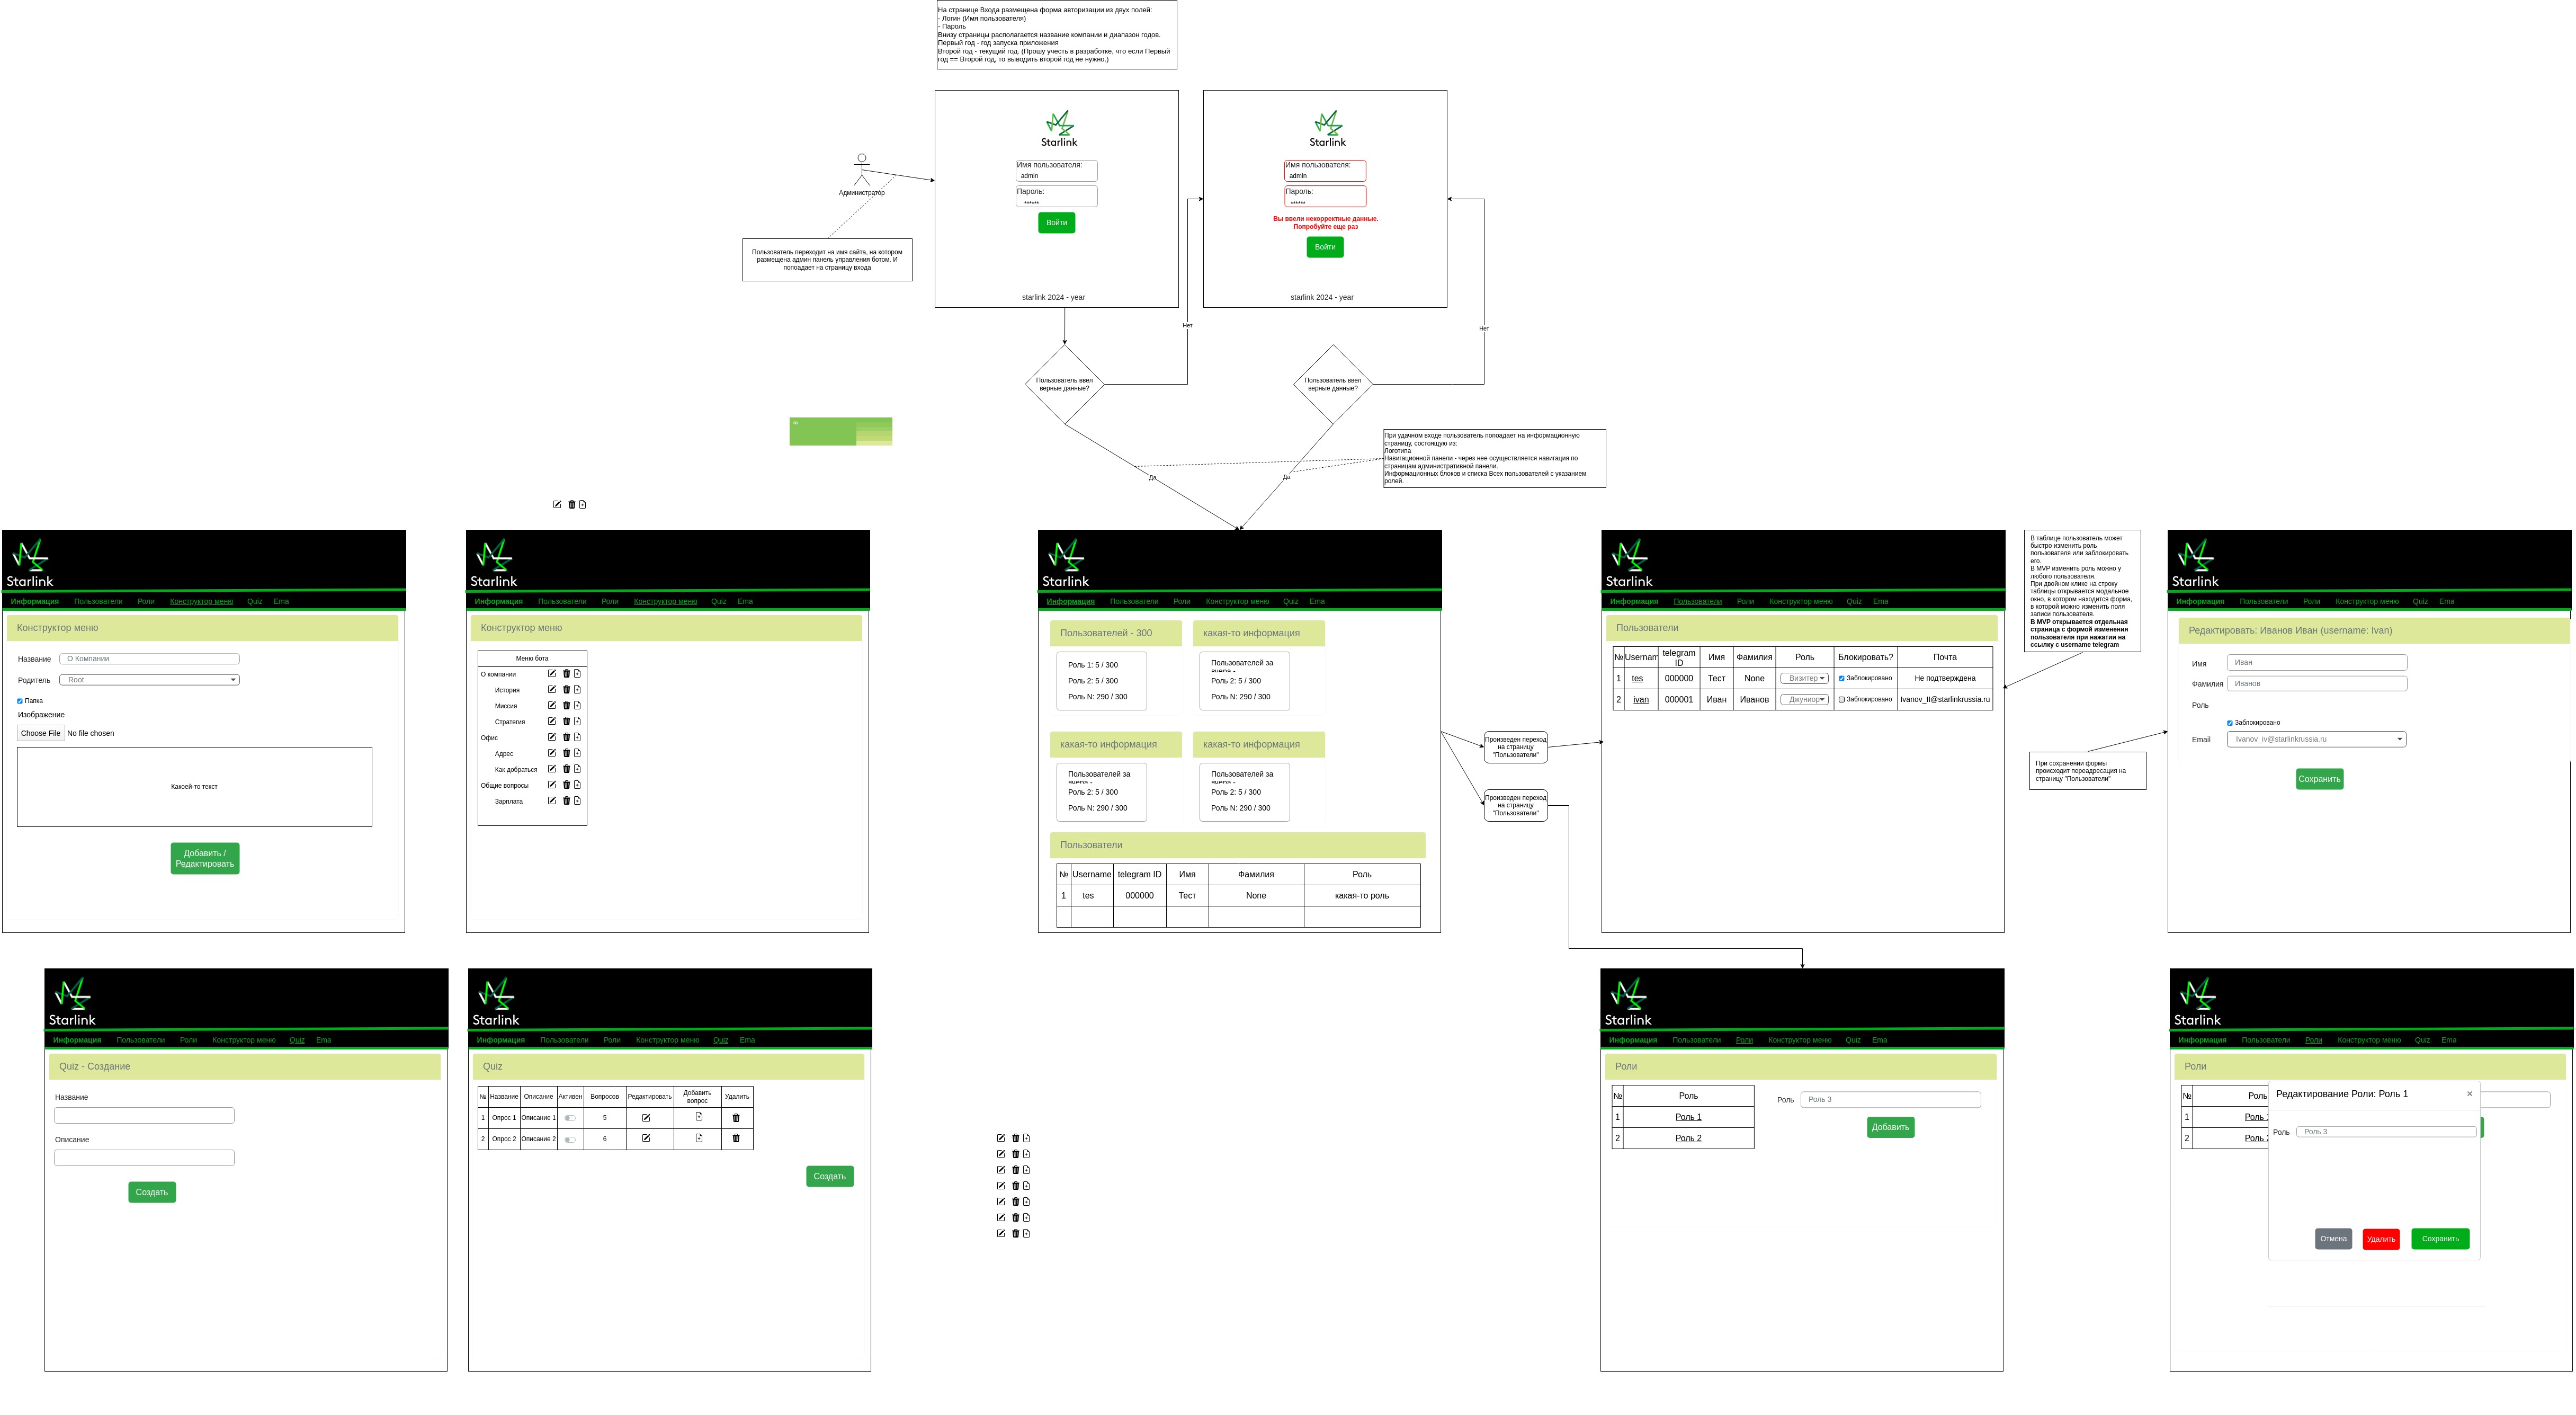 На странице Входа размещена форма авторизации из двух полей:
- Логин (Имя пользователя)
- Пароль
Внизу страницы располагается название компании и диапазон годов.
Первый год - год запуска приложения
Второй год - текущий год. (Прошу учесть в разработке, что если Первый
год == Второй год, то выводить второй год не нужно.)
Starlink
Имя пользователя:
admin
Пароль:
******
Войти
starlink 2024 - year
Starlink
Имя пользователя:
admin
Пароль:
******
Вы ввели некорректные данные.
Попробуйте еще раз
Войти
starlink 2024 - year
Администратор
Пользователь переходит на имя сайта, на котором
размещена админ панель управления ботом. И
попоадает на страницу входа
Нет
Нет
Пользователь ввел
верные данные?
Пользователь ввел
верные данные?
Да
Да
При удачном входе пользователь попоадает на информационную
страницу, состоящую из:
Логотипа
Навигационной панели - через нее осуществляется навигация по
страницам административной панели.
Информационных блоков и списка Всех пользователей с указанием
ролей.
Starlink
Информация Пользователи Роли Конструктор меню Quiz Ema
Конструктор меню
Название О Компании
Родитель Root
Папка
Изображение
Choose File No file chosen
Какоей-то текст
Добавить /
Редактировать
Starlink
Информация Пользователи Роли Конструктор меню Quiz Ema
Конструктор меню
Меню бота
О компании
История
Миссия
Стратегия
Офис
Адрес
Как добраться
Общие вопросы
Зарплата
Starlink
Информация Пользователи Роли Конструктор меню Quiz Ema
Пользователей - 300
Роль 1: 5 / 300
Роль 2: 5 / 300
Роль N: 290 / 300
какая-то информация
Пользователей за
вчера -
Роль 2: 5 / 300
Роль N: 290 / 300
какая-то информация
Пользователей за
вчера -
Роль 2: 5 / 300
Роль N: 290 / 300
какая-то информация
Пользователей за
вчера -
Роль 2: 5 / 300
Роль N: 290 / 300
Пользователи
№ Username telegram ID Имя Фамилия Роль
1 tes 000000 Тест None какая-то роль
Произведен переход
на страницу
"Пользователи"
Произведен переход
на страницу
"Пользователи"
Starlink
Информация Пользователи Роли Конструктор меню Quiz Ema
Пользователи
№ Usernam telegram ID Имя Фамилия Роль Блокировать? Почта
1 tes 000000 Тест None Визитер Заблокировано Не подтверждена
2 ivan 000001 Иван Иванов Джуниор Заблокировано Ivanov_II@starlinkrussia.ru
В таблице пользователь может
быстро изменить роль
пользователя или заблокировать
его.
В MVP изменить роль можно у
любого пользователя.
При двойном клике на строку
таблицы открывается модальное
окно, в котором находится форма,
в которой можно изменить поля
записи пользователя.
В MVP открывается отдельная
страница с формой изменения
пользователя при нажатии на
ссылку с username telegram
При сохранении формы
происходит переадресация на
страницу "Пользователи"
Starlink
Информация Пользователи Роли Конструктор меню Quiz Ema
Редактировать: Иванов Иван (username: Ivan)
Имя Иван
Фамилия Иванов
Роль
Заблокировано
Email Ivanov_iv@starlinkrussia.ru
Сохранить
Starlink
Информация Пользователи Роли Конструктор меню Quiz Ema
Quiz - Создание
Название
Описание
Создать
Starlink
Информация Пользователи Роли Конструктор меню Quiz Ema
Quiz
№ Название Описание Активен Вопросов Редактировать Добавить вопрос Удалить
1 Опрос 1 Описание 1 5
2 Опрос 2 Описание 2 6
Создать
Starlink
Информация Пользователи Роли Конструктор меню Quiz Ema
Роли
№ Роль
1 Роль 1
2 Роль 2
Роль Роль 3
Добавить
Starlink
Информация Пользователи Роли Конструктор меню Quiz Ema
Роли
№ Роль
1 Роль
2 Роль
Редактирование Роли: Роль 1 ×
Роль Роль 3
Отмена Удалить Сохранить